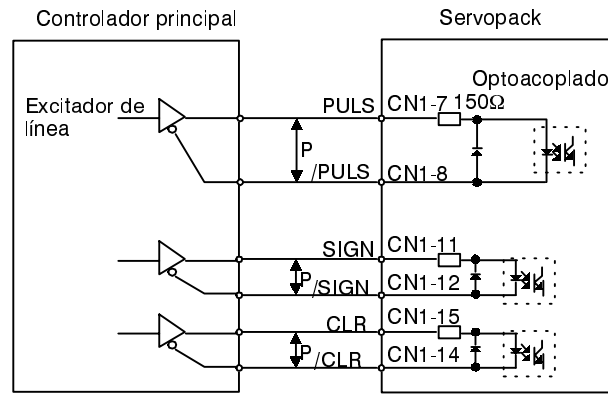 Controlador principal
Servopack
Optoacoplado
Excitador de
línea
PULS
CN1-7
150Ω
P
/PULS
CN1-8
SIGN
CN1-11
P
/SIGN
CN1-12
CLR
CN1-15
P
/CLR
CN1-14